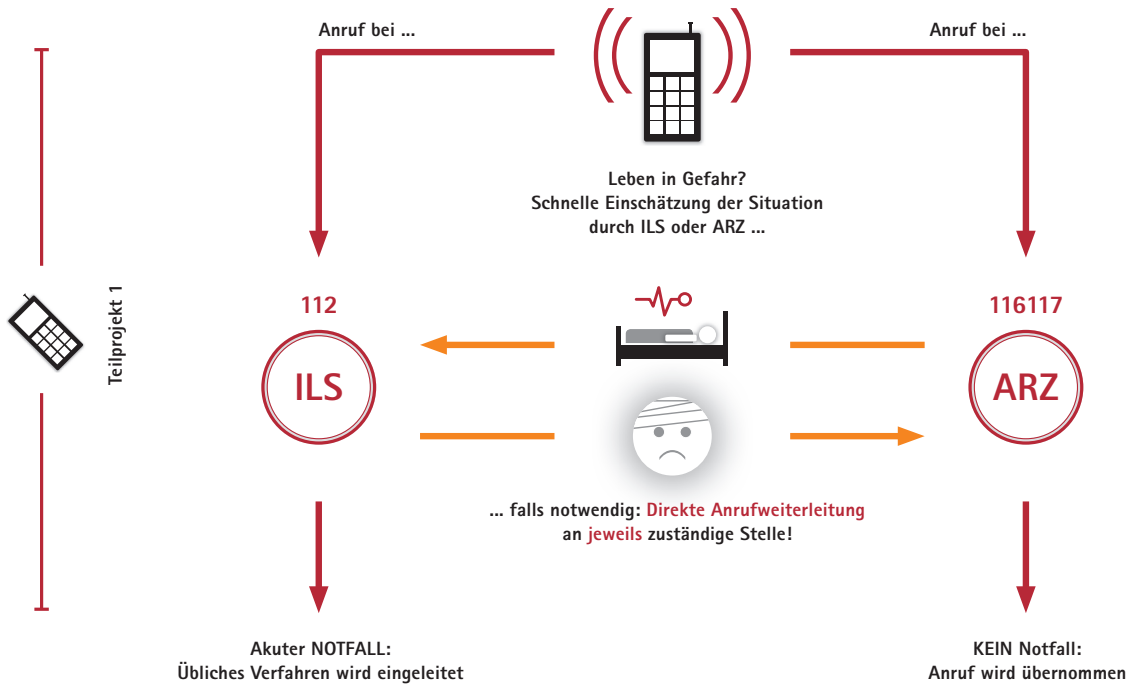 Anruf bei ...
Anruf bei ...
Leben in Gefahr?
Schnelle Einschätzung der Situation
durch ILS oder ARZ ...
Teilprojekt 1
112
116117
ILS
ARZ
... falls notwendig: Direkte Anrufweiterleitung
an jeweils zuständige Stelle!
Akuter NOTFALL:
Übliches Verfahren wird eingeleitet
KEIN Notfall:
Anruf wird übernommen